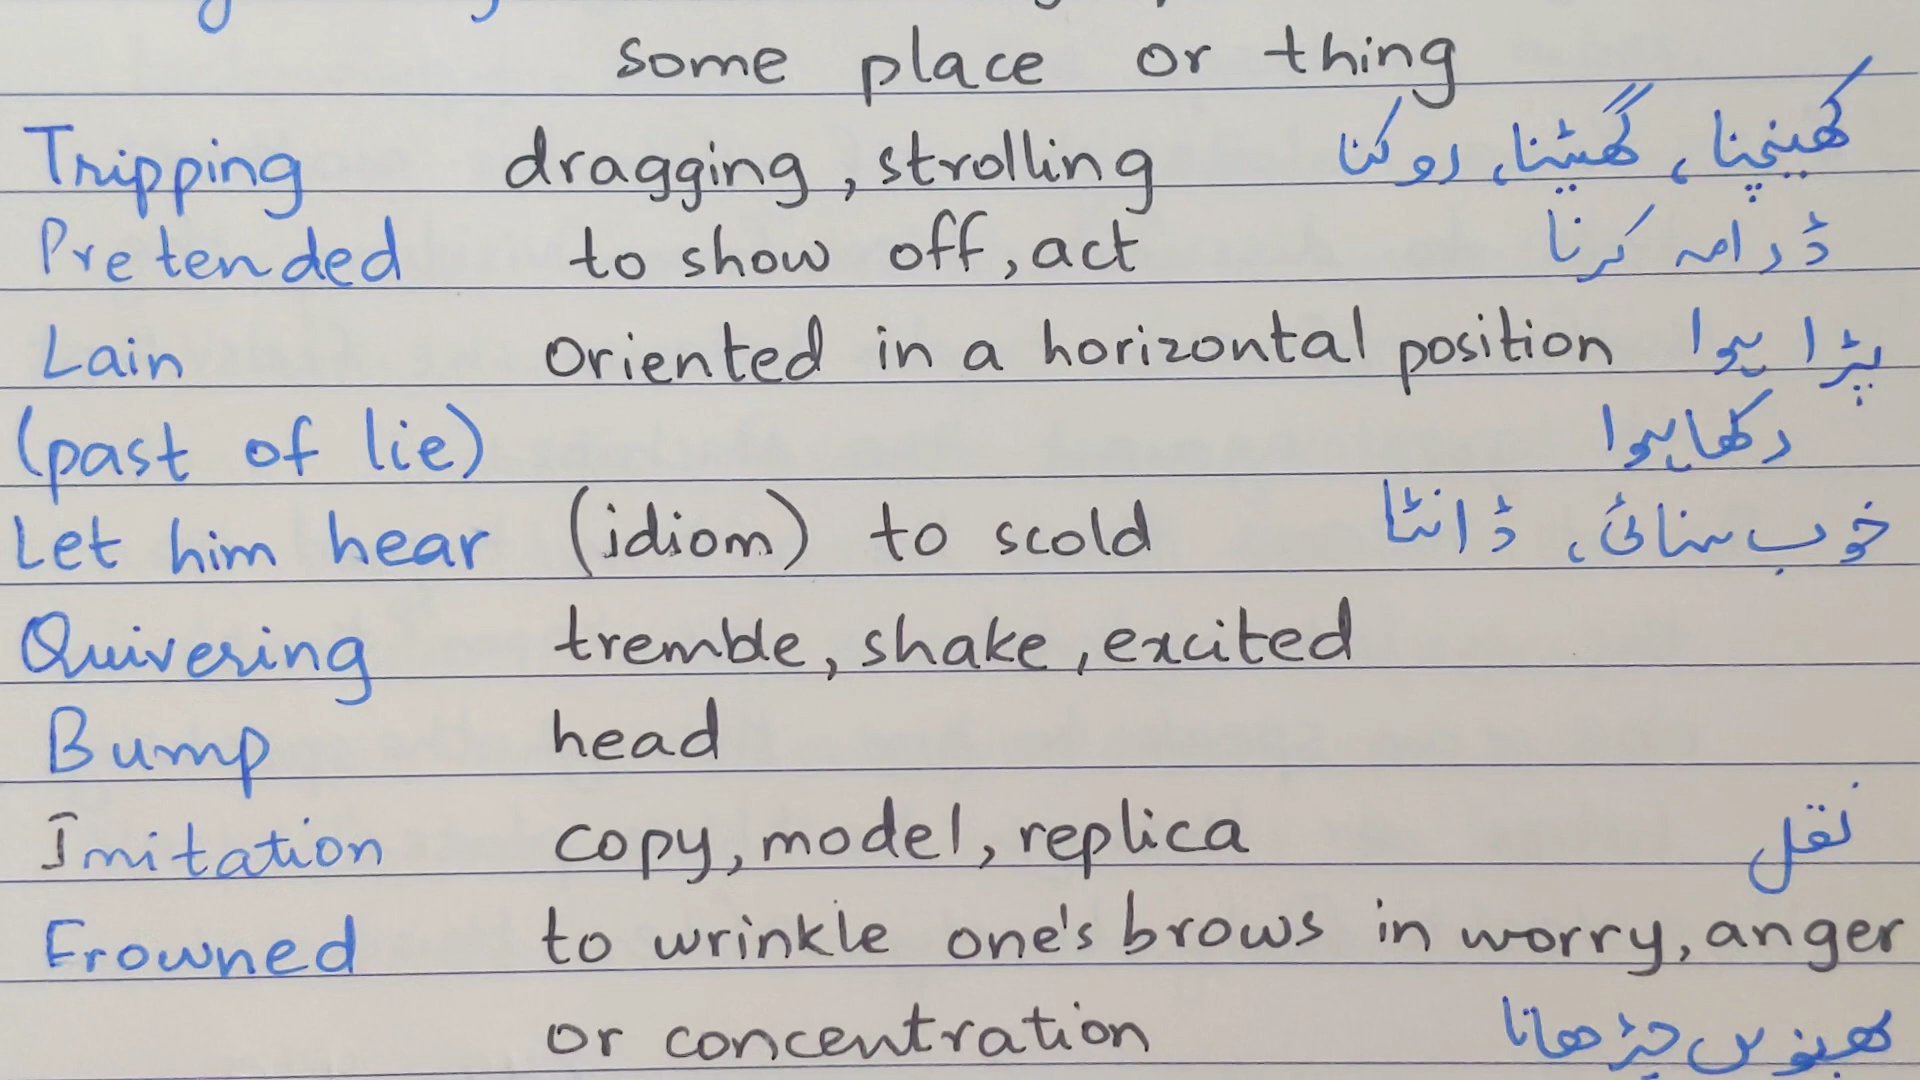 some place or thing
Tripping dragging, strolling کھینچنا، گھسٹنا، روکنا
Pretended to show off, act ڈرامہ کرنا
Lain oriented in a horizontal position پڑا ہوا
(past of lie) رکھا ہوا
Let him hear (idiom) to scold خوب سنائی، ڈانٹا
Quivering tremble, shake, excited
Bump head
Imitation copy, model, replica نقل
Frowned to wrinkle one's brows in worry, anger
or concentration بھنویں چڑھانا